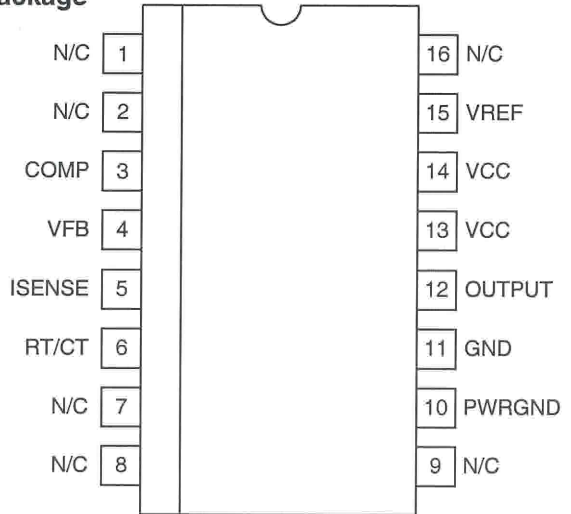 N/C 1
N/C 2
COMP 3
VFB 4
ISENSE 5
RT/CT 6
N/C 7
N/C 8
16 N/C
15 VREF
14 VCC
13 VCC
12 OUTPUT
11 GND
10 PWRGND
9 N/C